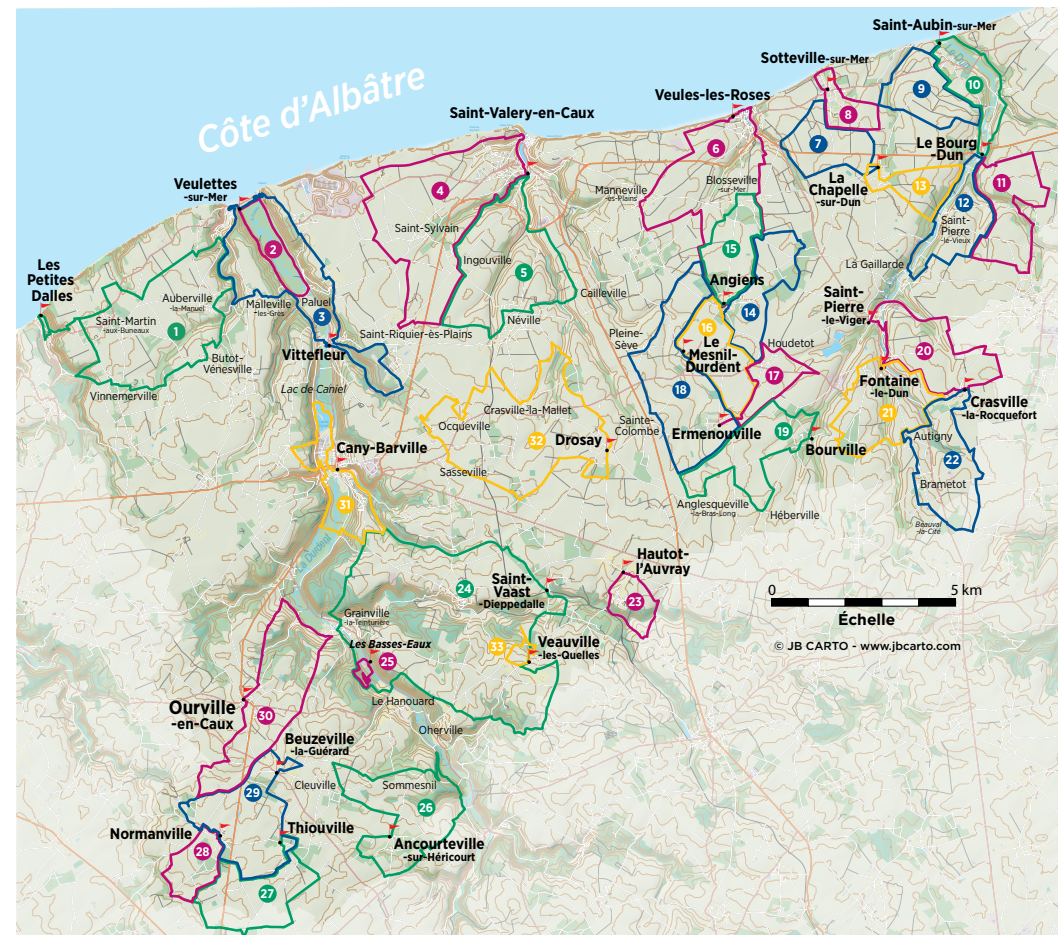 Saint-Aubin-sur-Mer
Sotteville-sur-Mer
La Dun
10
9
Côte d'Albâtre
Veules-les-Roses
8
Saint-Valery-en-Caux
6
7
Le Bourg
-Dun
La
Chapelle
-sur-Dun
13
11
Veulettes
-sur-Mer
4
Manneville
-ès-Plains
Blosseville
-sur-Mer
12
Saint-
Pierre
-le-Vieux
2
Saint-Sylvain
15
Ingouville
5
La Gaillarde
Les
Petites
Dalles
Auberville
-la-Manuel
Malleville
-les-Grès
Paluel
3
Cailleville
Angiens
14
Saint-
Pierre
-le-Viger
Saint-Martin
-aux-Buneaux
1
Néville
16
Butot-
Vénesville
Vittefleur
Saint-Riquier-ès-Plains
Pleine-
Sève
Le
Mesnil-
Durdent
Houdetot
20
Vinnemerville
Lac de Caniel
18
17
Fontaine
-le-Dun
Crasville
-la-Rocquefort
Crasville-la-Mallet
Ocqueville
32
Drosay
Sainte-
Colombe
Ermenouville
19
Bourville
21
Autigny
Cany-Barville
Sasseville
22
Brametot
31
Anglesqueville
-la-Bras-Long
Héberville
Beauval
-la-Cité
La Durdent
Hautot-
l'Auvray
24
Saint-
Vaast
-Dieppedalle
23
0
5 km
Échelle
© JB CARTO - www.jbcarto.com
Grainville
-la-Teinturière
Les Basses-Eaux
25
33
Veauville
-les-Quelles
Le Hanouard
Ourville
-en-Caux
30
Oherville
Beuzeville
-la-Guérard
29
Cleuville
Sommesnil
26
Normanville
Thiouville
Ancourteville
-sur-Héricourt
28
27